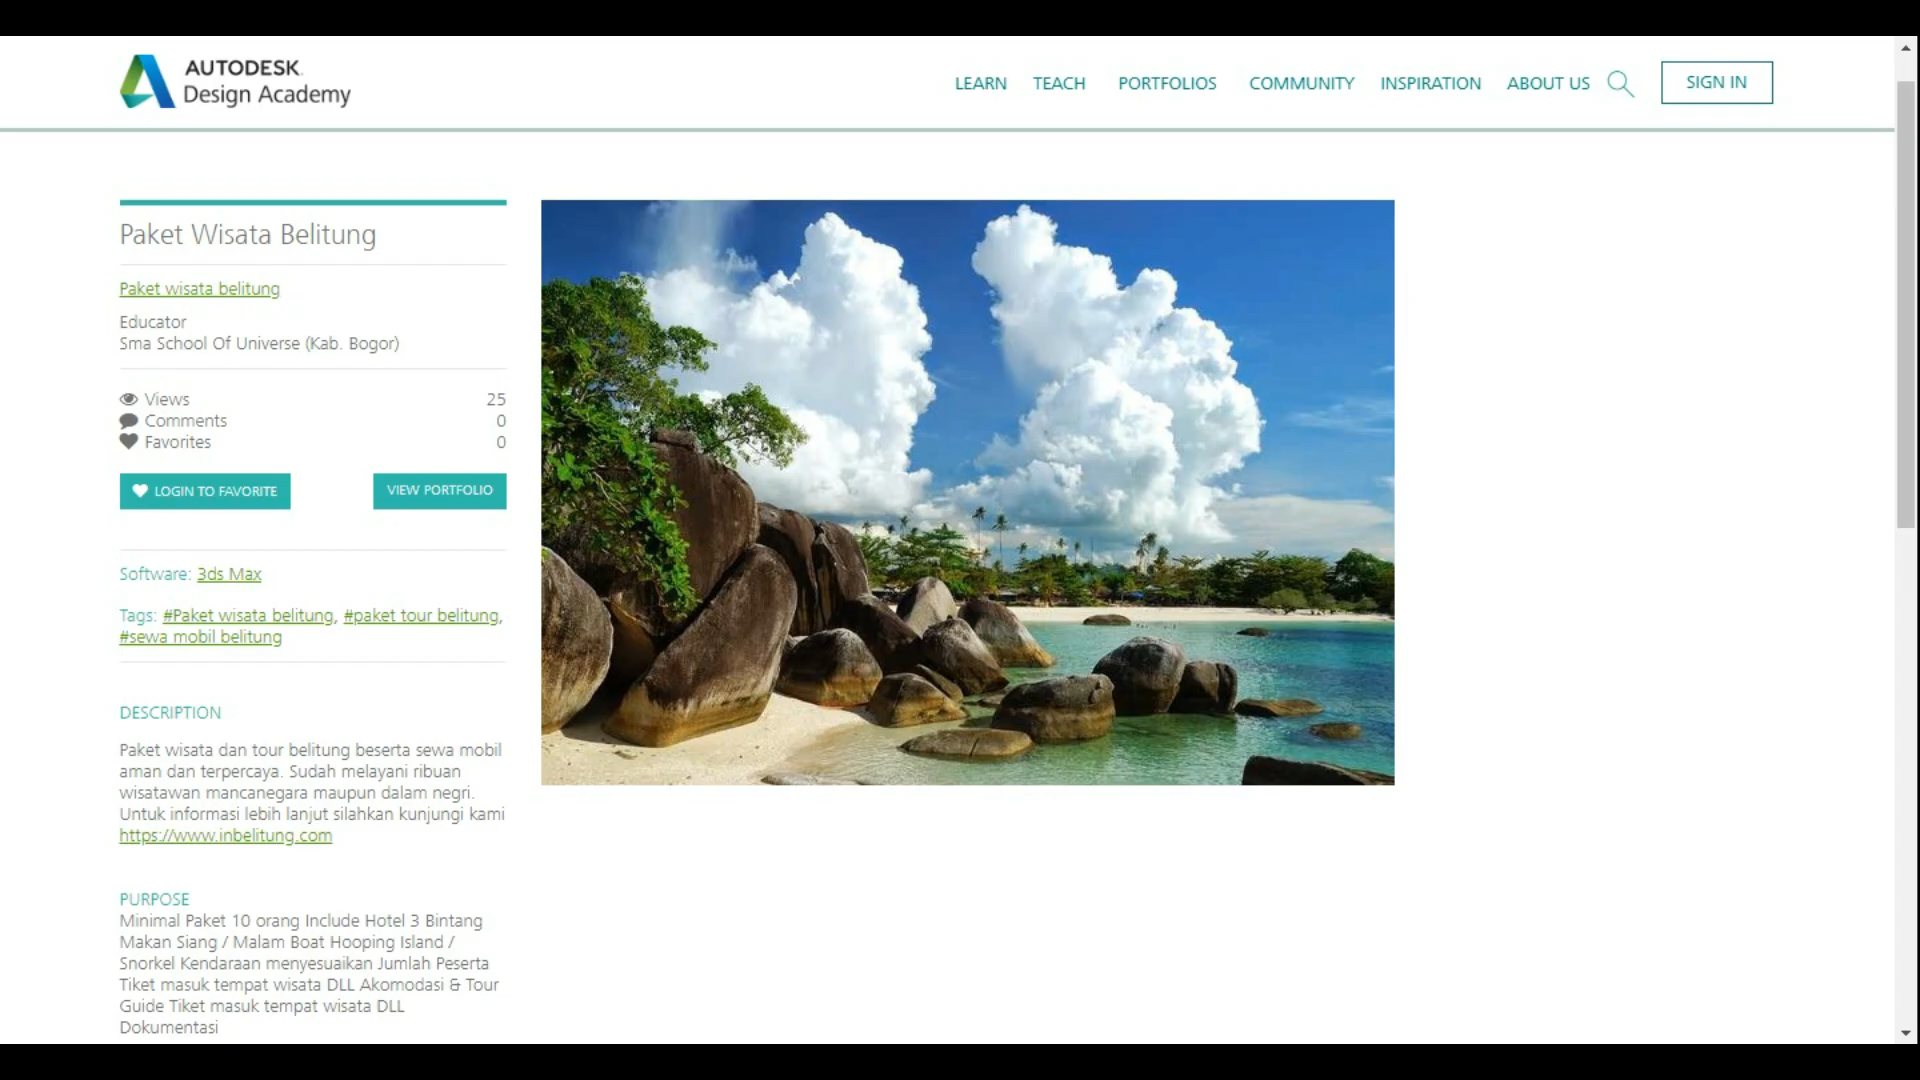 AUTODESK.
Design Academy
LEARN TEACH PORTFOLIOS COMMUNITY INSPIRATION ABOUT US SIGN IN
Paket Wisata Belitung
Paket wisata belitung
Educator
Sma School Of Universe (Kab. Bogor)
Views 25
Comments 0
Favorites 0
LOGIN TO FAVORITE VIEW PORTFOLIO
Software: 3ds Max
Tags: #Paket wisata belitung, #paket tour belitung,
#sewa mobil belitung
DESCRIPTION
Paket wisata dan tour belitung beserta sewa mobil
aman dan terpercaya. Sudah melayani ribuan
wisatawan mancanegara maupun dalam negri.
Untuk informasi lebih lanjut silahkan kunjungi kami
https://www.inbelitung.com
PURPOSE
Minimal Paket 10 orang Include Hotel 3 Bintang
Makan Siang / Malam Boat Hooping Island /
Snorkel Kendaraan menyesuaikan Jumlah Peserta
Tiket masuk tempat wisata DLL Akomodasi & Tour
Guide Tiket masuk tempat wisata DLL
Dokumentasi